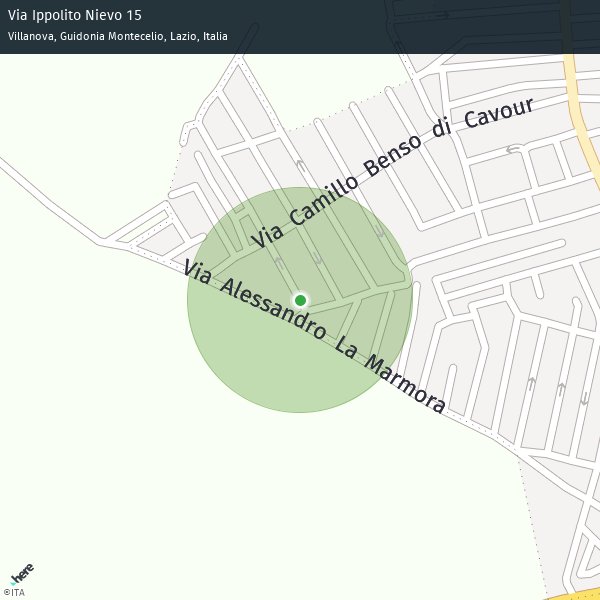 Via Ippolito Nievo 15
Villanova, Guidonia Montecelio, Lazio, Italia
Via Camillo Benso di Cavour
Via Alessandro La Marmora
here
©ITA